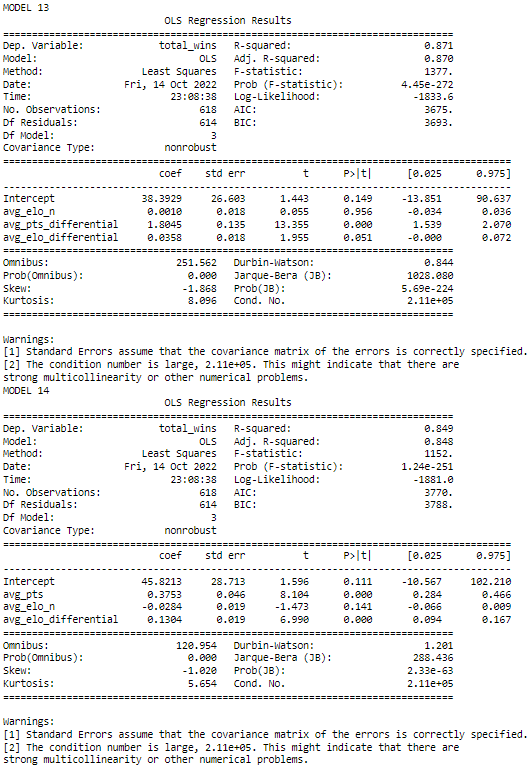 MODEL 13
                            OLS Regression Results
==============================================================================
Dep. Variable:             total_wins   R-squared:                       0.871
Model:                            OLS   Adj. R-squared:                  0.870
Method:                 Least Squares   F-statistic:                     1377.
Date:                Fri, 14 Oct 2022   Prob (F-statistic):          4.45e-272
Time:                        23:08:38   Log-Likelihood:                -1833.6
No. Observations:                 618   AIC:                             3675.
Df Residuals:                     614   BIC:                             3693.
Df Model:                           3
Covariance Type:            nonrobust
========================================================================================
                           coef    std err          t      P>|t|      [0.025      0.975]
----------------------------------------------------------------------------------------
Intercept               38.3929     26.603      1.443      0.149     -13.851      90.637
avg_elo_n                0.0010      0.018      0.055      0.956      -0.034       0.036
avg_pts_differential     1.8045      0.135     13.355      0.000       1.539       2.070
avg_elo_differential     0.0358      0.018      1.955      0.051      -0.000       0.072
==============================================================================
Omnibus:                      251.562   Durbin-Watson:                   0.844
Prob(Omnibus):                  0.000   Jarque-Bera (JB):             1028.080
Skew:                          -1.868   Prob(JB):                    5.69e-224
Kurtosis:                       8.096   Cond. No.                     2.11e+05
==============================================================================
Warnings:
[1] Standard Errors assume that the covariance matrix of the errors is correctly specified.
[2] The condition number is large, 2.11e+05. This might indicate that there are
strong multicollinearity or other numerical problems.
MODEL 14
                            OLS Regression Results
==============================================================================
Dep. Variable:             total_wins   R-squared:                       0.849
Model:                            OLS   Adj. R-squared:                  0.848
Method:                 Least Squares   F-statistic:                     1152.
Date:                Fri, 14 Oct 2022   Prob (F-statistic):          1.24e-251
Time:                        23:08:38   Log-Likelihood:                -1881.0
No. Observations:                 618   AIC:                             3770.
Df Residuals:                     614   BIC:                             3788.
Df Model:                           3
Covariance Type:            nonrobust
========================================================================================
                           coef    std err          t      P>|t|      [0.025      0.975]
----------------------------------------------------------------------------------------
Intercept               45.8213     28.713      1.596      0.111     -10.567     102.210
avg_pts                  0.3753      0.046      8.104      0.000       0.284       0.466
avg_elo_n               -0.0284      0.019     -1.473      0.141      -0.066       0.009
avg_elo_differential     0.1304      0.019      6.990      0.000       0.094       0.167
==============================================================================
Omnibus:                      120.954   Durbin-Watson:                   1.201
Prob(Omnibus):                  0.000   Jarque-Bera (JB):              288.436
Skew:                          -1.020   Prob(JB):                     2.33e-63
Kurtosis:                       5.654   Cond. No.                     2.11e+05
==============================================================================
Warnings:
[1] Standard Errors assume that the covariance matrix of the errors is correctly specified.
[2] The condition number is large, 2.11e+05. This might indicate that there are
strong multicollinearity or other numerical problems.